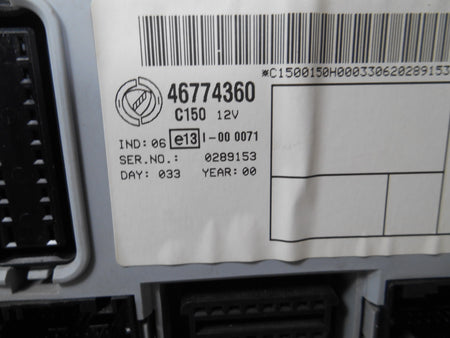 *C1500150H000330620289153
46774360
C150 12V
IND: 06 e13 I-00 0071
SER.NO.: 0289153
DAY: 033 YEAR: 00